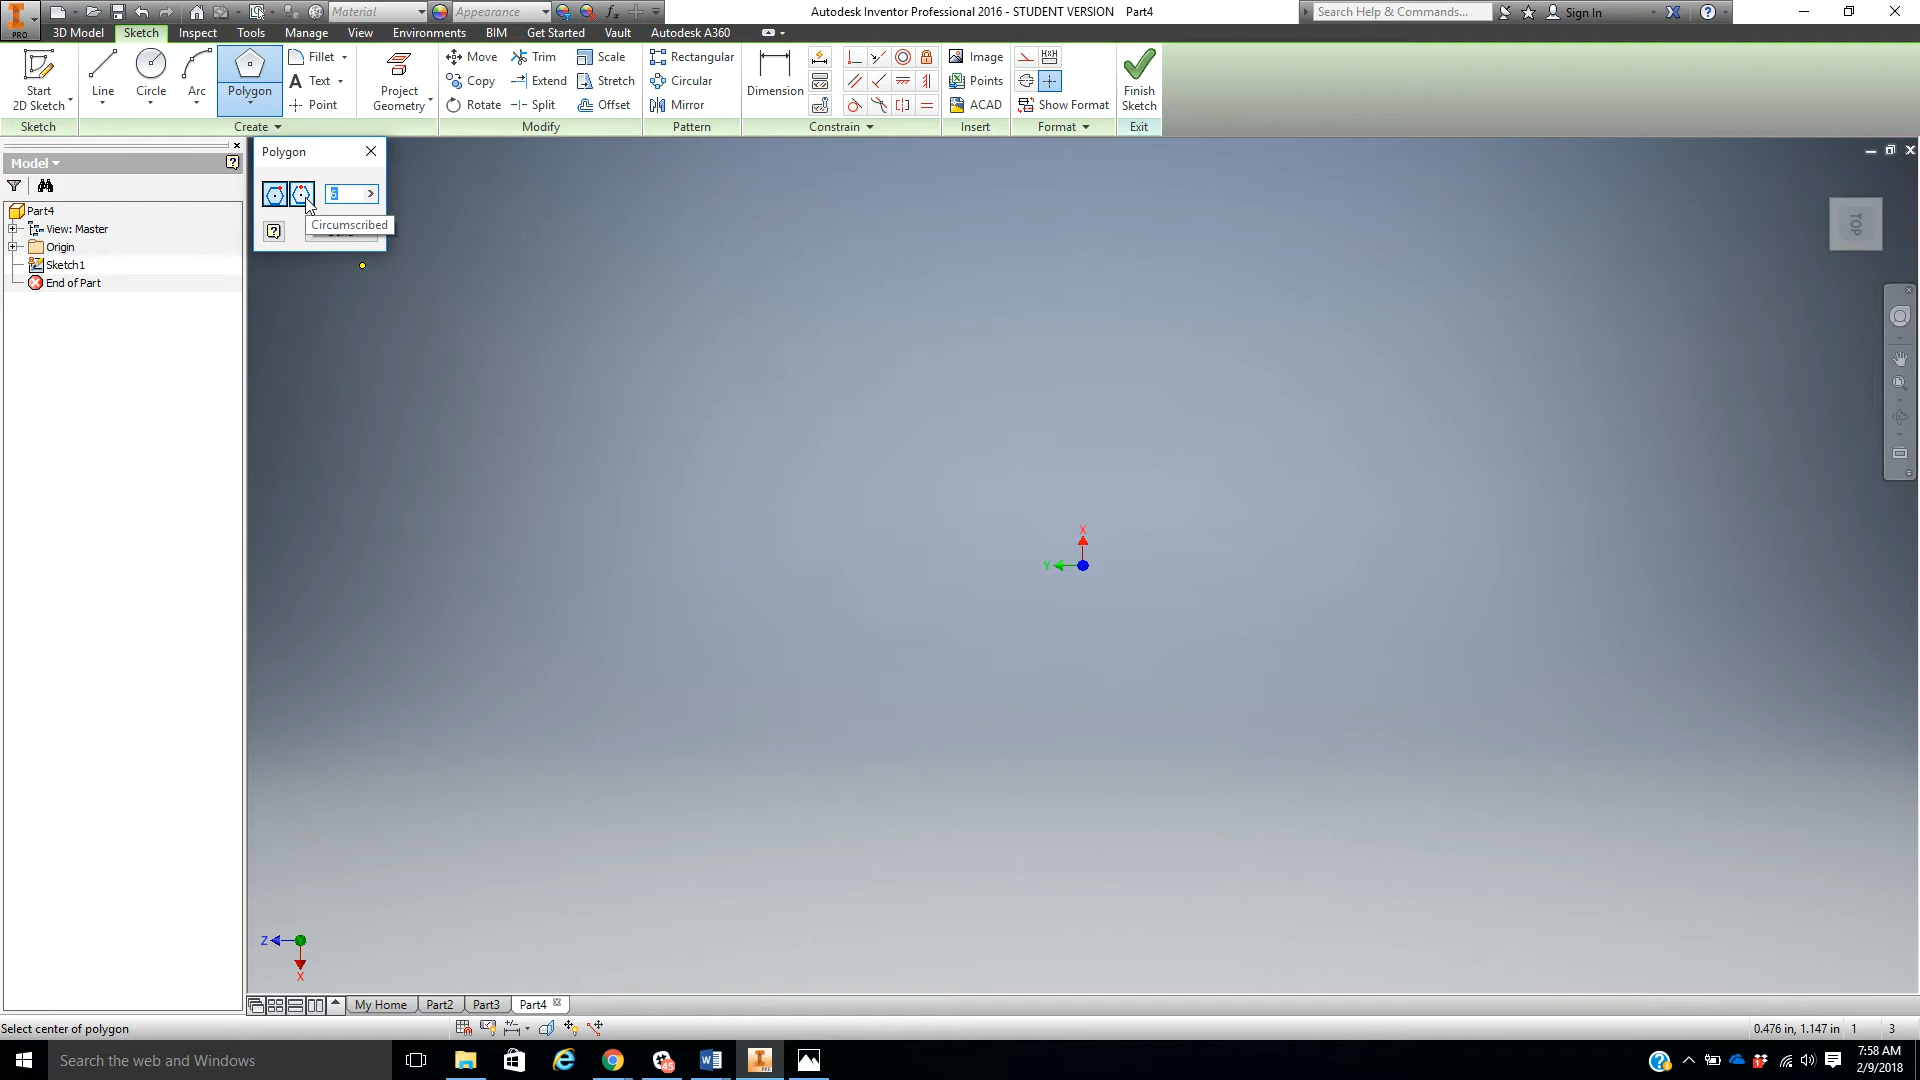 Material
Appearance
Autodesk Inventor Professional 2016 - STUDENT VERSION Part4
Search Help & Commands...
Sign In
PRO
3D Model
Sketch
Inspect
Tools
Manage
View
Environments
BIM
Get Started
Vault
Autodesk A360
Start
2D Sketch
Line
Circle
Arc
Polygon
Fillet
Text
Point
Project
Geometry
Move
Copy
Rotate
Trim
Extend
Split
Scale
Stretch
Offset
Rectangular
Circular
Mirror
Dimension
Image
Points
ACAD
Show Format
Finish
Sketch
Sketch
Create
Modify
Pattern
Constrain
Insert
Format
Exit
Model
Part4
View: Master
Origin
Sketch1
End of Part
Polygon
6
Circumscribed
TOP
X
Y
Z
X
My Home
Part2
Part3
Part4
Select center of polygon
0.476 in, 1.147 in 1 3
Search the web and Windows
45
PRO
7:58 AM
2/9/2018